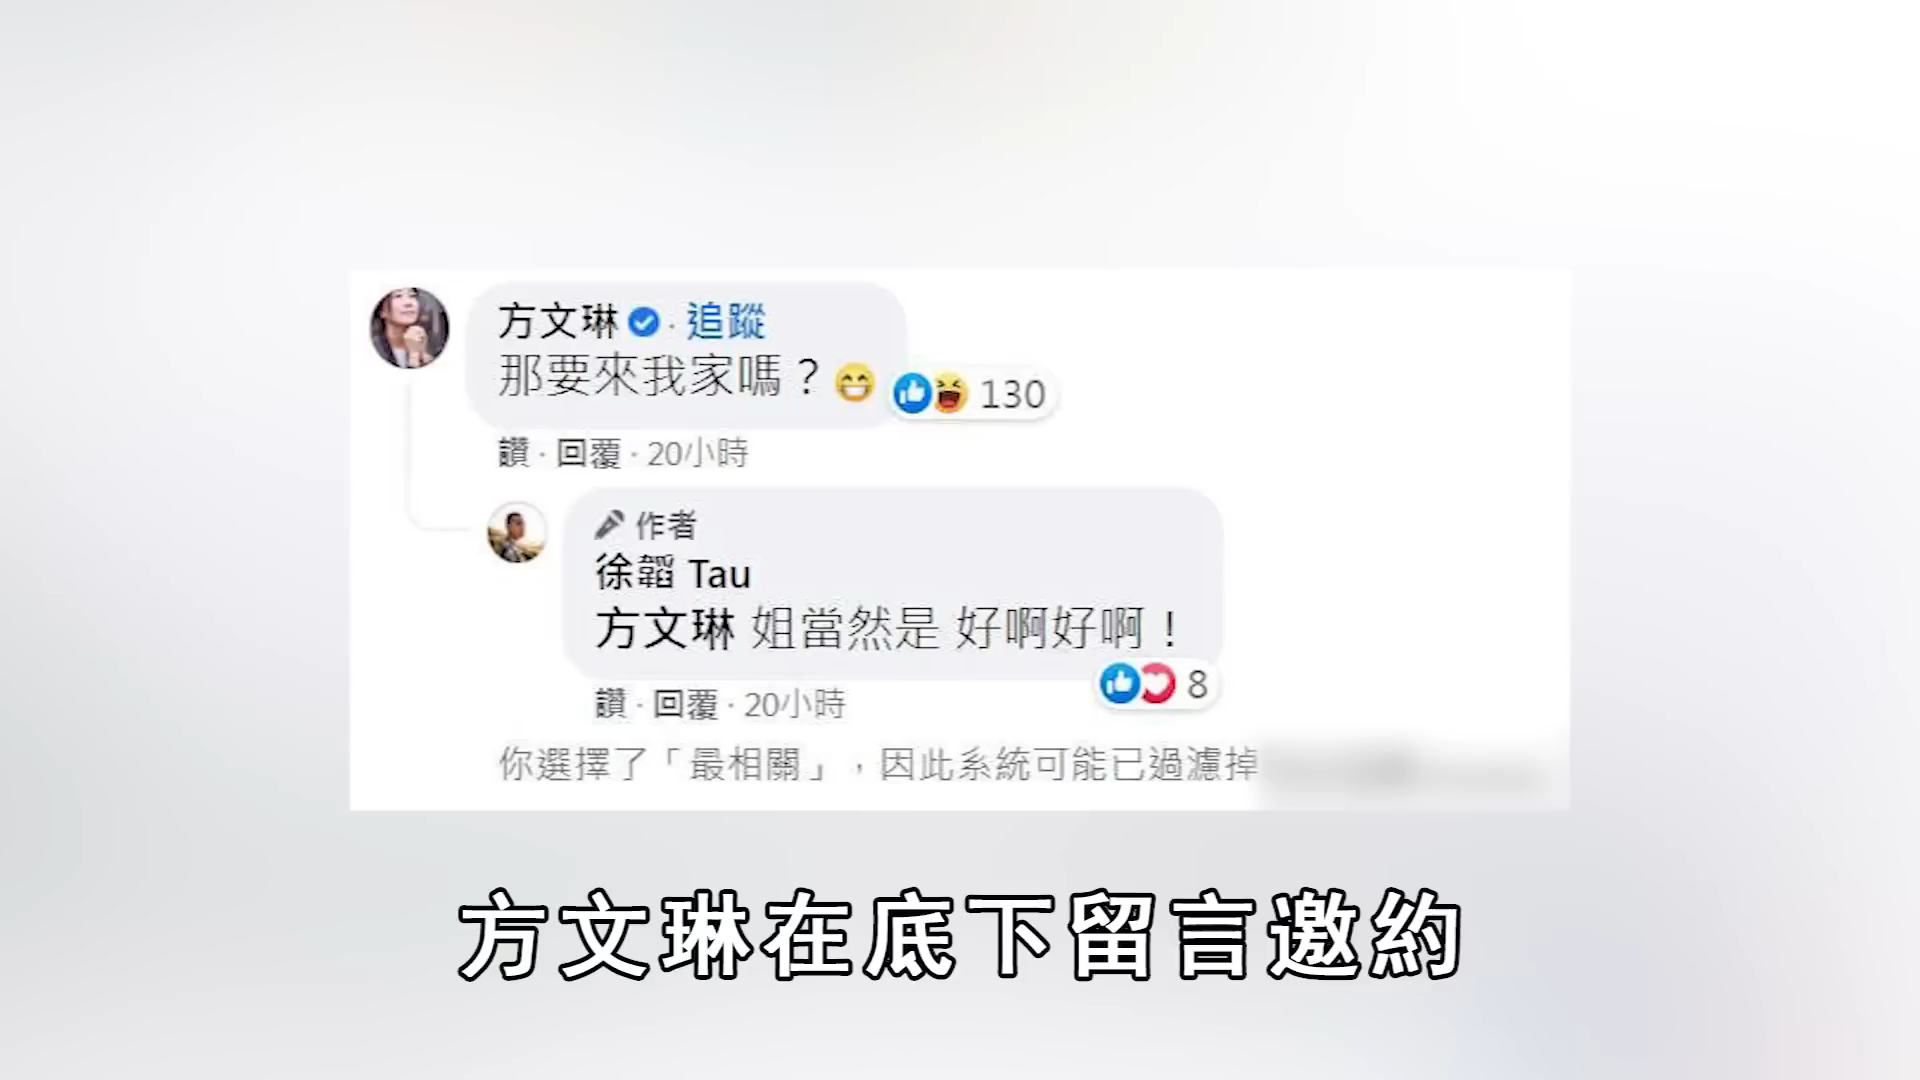 方文琳 · 追蹤
那要來我家嗎？😁 130
讚 · 回覆 · 20小時
作者
徐韜 Tau
方文琳 姐當然是 好啊好啊！
8
讚 · 回覆 · 20小時
你選擇了「最相關」，因此系統可能已過濾掉
方文琳在底下留言邀約